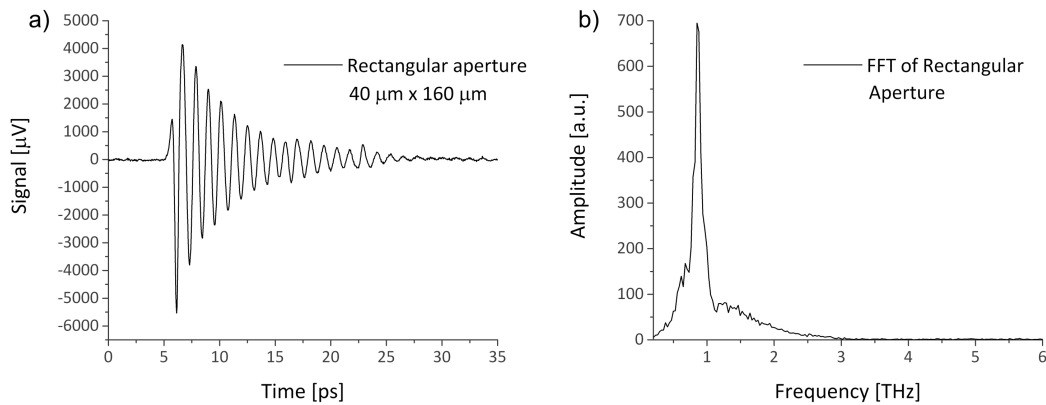 a)
5000
4000
3000
2000
1000
0
-1000
-2000
-3000
-4000
-5000
-6000
Signal [μV]
Rectangular aperture
40 μm x 160 μm
0 5 10 15 20 25 30 35
Time [ps]
b)
700
600
500
400
300
200
100
0
Amplitude [a.u.]
FFT of Rectangular
Aperture
1 2 3 4 5 6
Frequency [THz]